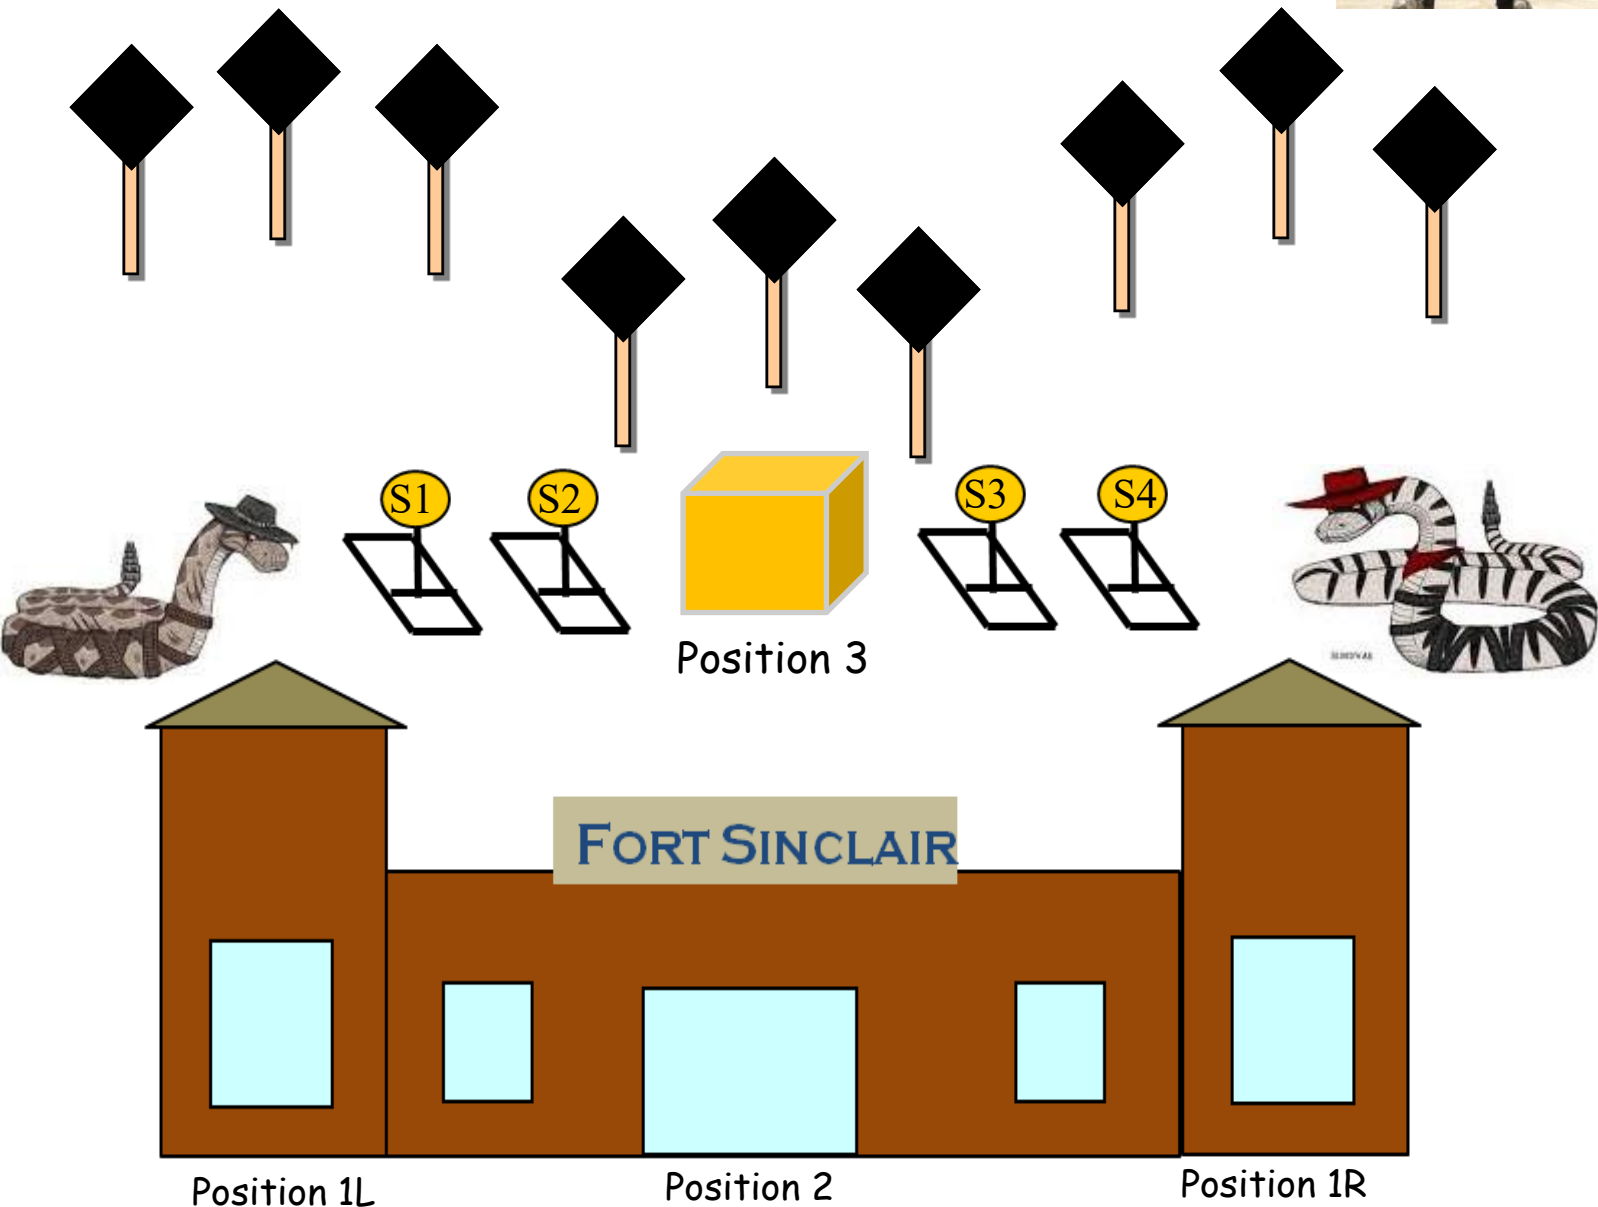 S1
S2
S3
S4
Position 3
FORT SINCLAIR
Position 1L
Position 2
Position 1R